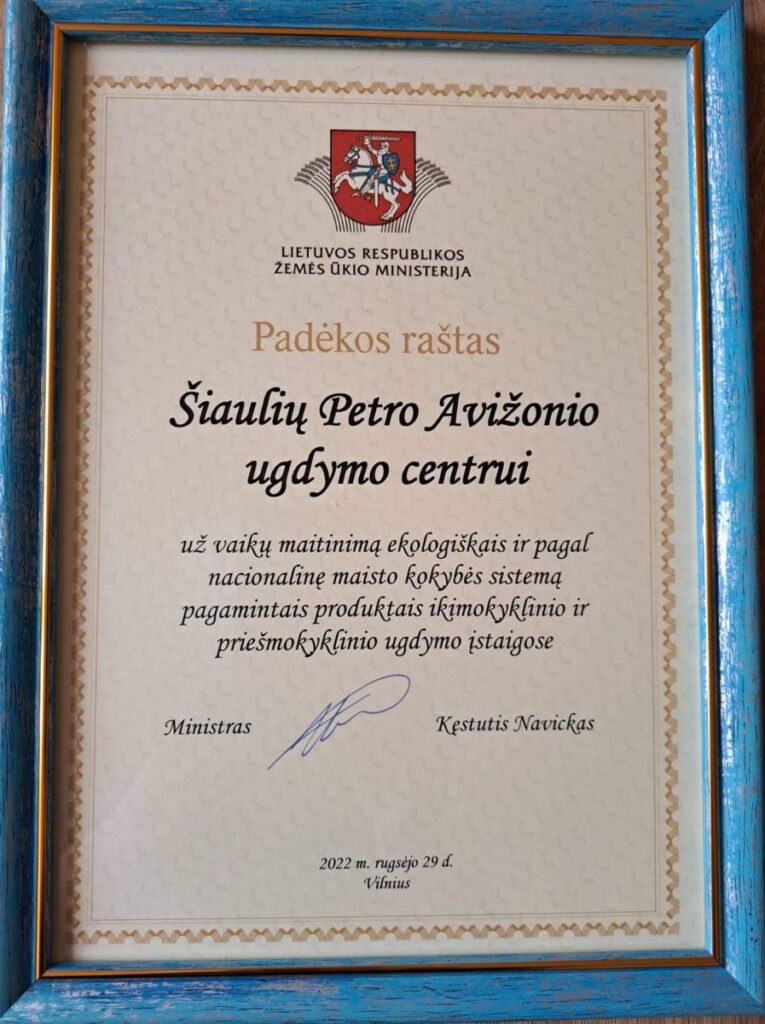 LIETUVOS RESPUBLIKOS
ŽEMĖS ŪKIO MINISTERIJA
Padėkos raštas
Šiaulių Petro Avižonio
ugdymo centrui
už vaikų maitinimą ekologiškais ir pagal
nacionalinę maisto kokybės sistemą
pagamintais produktais ikimokyklinio ir
priešmokyklinio ugdymo įstaigose
Ministras
Kęstutis Navickas
2022 m. rugsėjo 29 d.
Vilnius